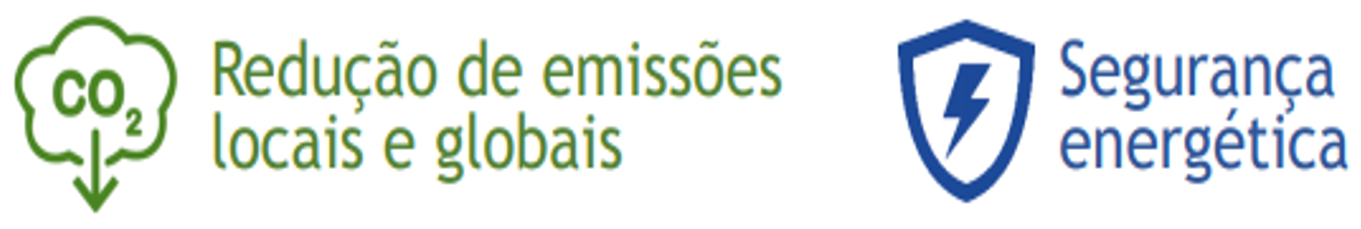 CO₂
Redução de emissões
locais e globais
Segurança
energética